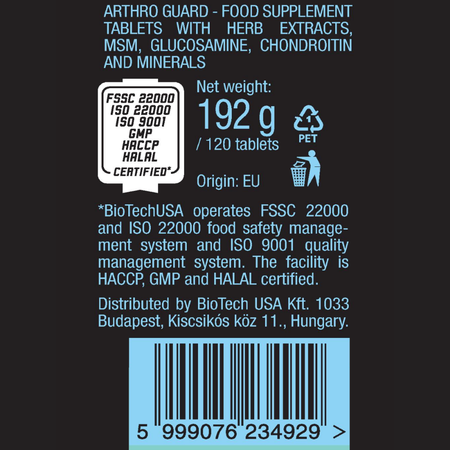 ARTHRO GUARD - FOOD SUPPLEMENT
TABLETS WITH HERB EXTRACTS,
MSM, GLUCOSAMINE, CHONDROITIN
AND MINERALS
FSSC 22000
ISO 22000
ISO 9001
GMP
HACCP
HALAL
CERTIFIED*
Net weight:
192 g
/ 120 tablets
1
PET
Origin: EU
*BioTechUSA operates FSSC 22000
and ISO 22000 food safety manage-
ment system and ISO 9001 quality
management system. The facility is
HACCP, GMP and HALAL certified.
Distributed by BioTech USA Kft. 1033
Budapest, Kiscsikós köz 11., Hungary.
5 999076 234929 >